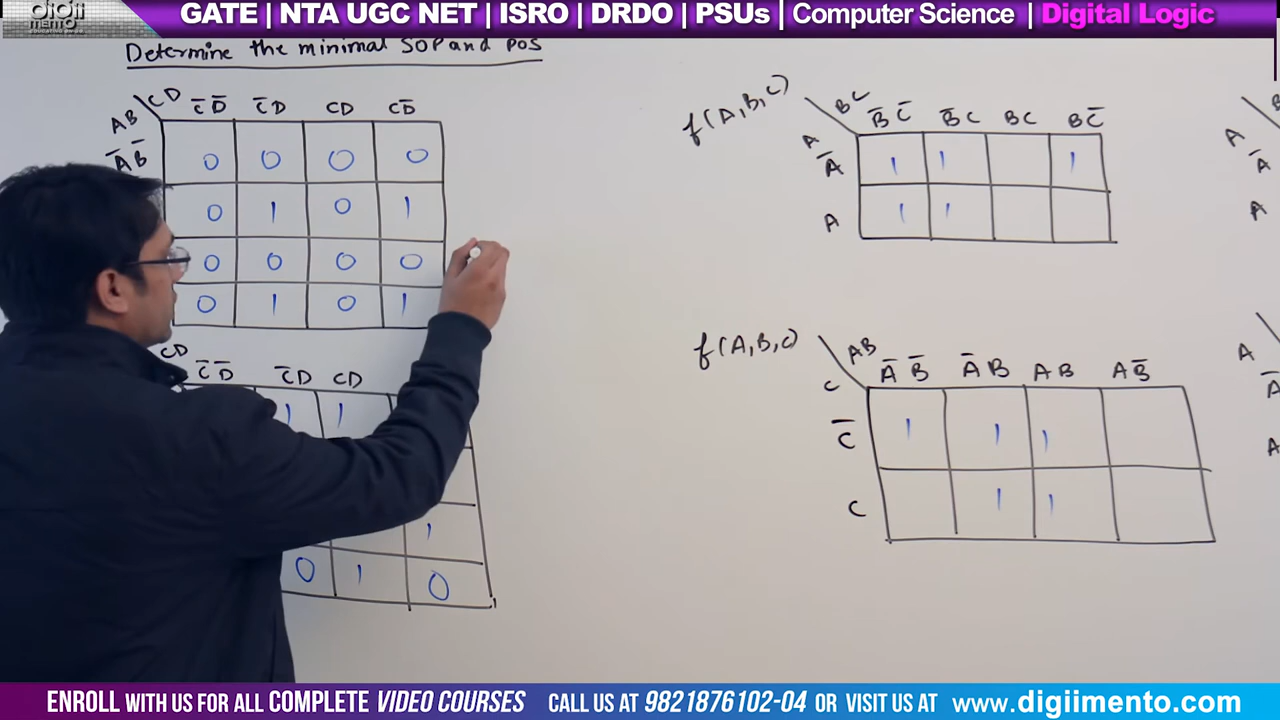 GATE | NTA UGC NET | ISRO | DRDO | PSUs | Computer Science | Digital Logic
digii
mento
Determine the minimal SOP and POS
CD C̅ D̅ C̅ D CD CD̅
AB
A̅ B̅ 0 0 0 0
0 1 0 1
0 0 0 0
0 1 0 1
CD C̅ D̅ C̅D CD
1 1
1
0 1 0
f(A,B,C) BC B̅ C̅ B̅ C BC BC̅
A
A̅ 1 1 1
A 1 1
f(A,B,C) AB A̅ B̅ A̅ B AB AB̅
C
C̅ 1 1 1
C 1 1
A
A̅
A
A
A̅
A
ENROLL WITH US FOR ALL COMPLETE VIDEO COURSES CALL US AT 9821876102-04 OR VISIT US AT www.digiimento.com